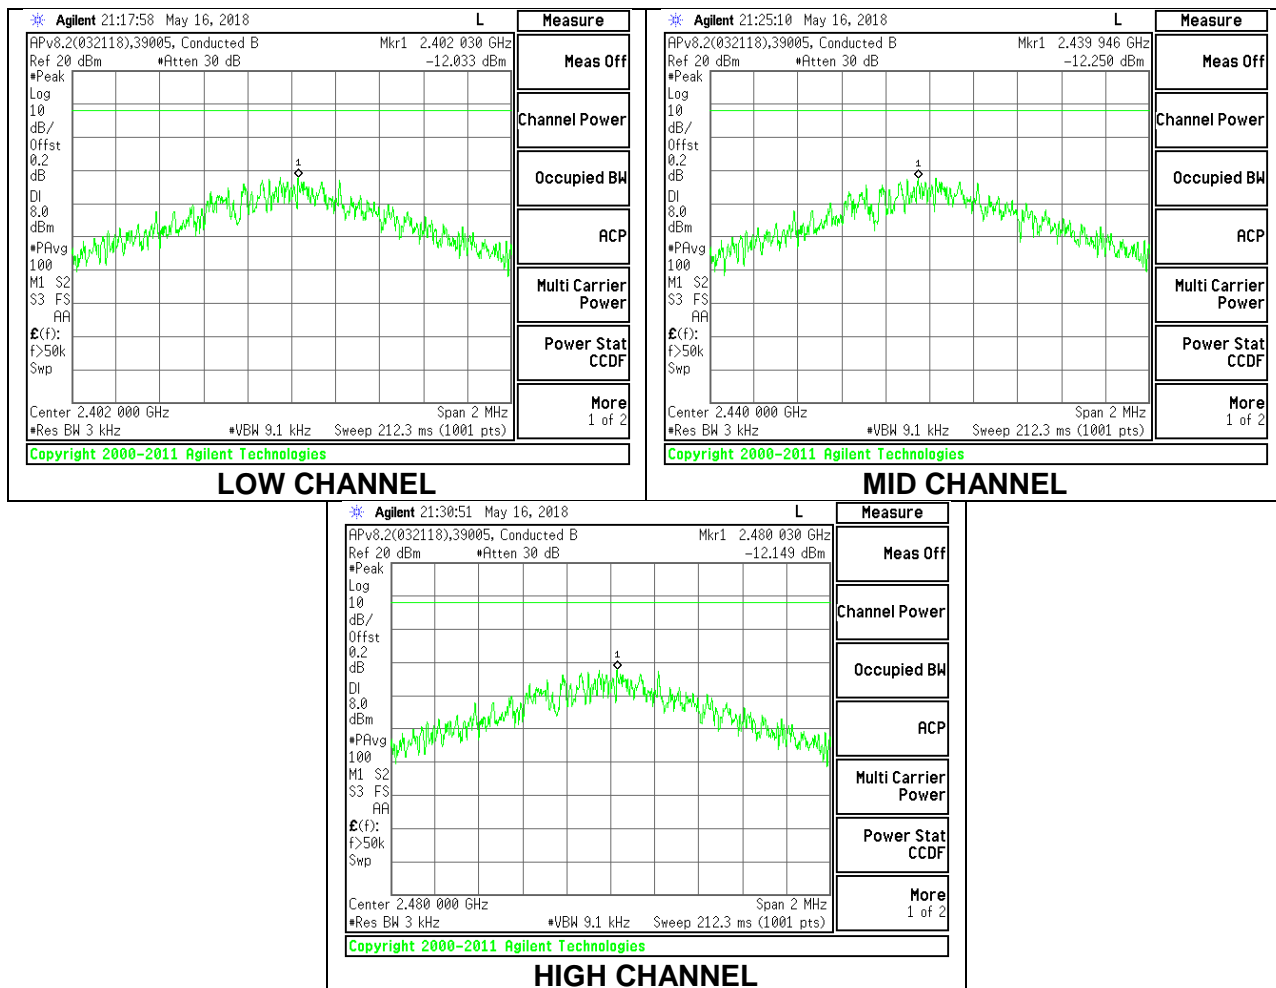 Agilent 21:17:58 May 16, 2018 L Measure
APv8.2(032118),39005, Conducted B Mkr1 2.402 030 GHz
Ref 20 dBm #Atten 30 dB -12.033 dBm
Meas Off
#Peak
Log
10
dB/
Offst
0.2
dB
DI
8.0
dBm
#PAvg
100
M1 S2
S3 FS
AA
£(f):
f>50k
Swp
1
Channel Power
Occupied BW
ACP
Multi Carrier
Power
Power Stat
CCDF
More
1 of 2
Center 2.402 000 GHz Span 2 MHz
#Res BW 3 kHz #VBW 9.1 kHz Sweep 212.3 ms (1001 pts)
Copyright 2000-2011 Agilent Technologies
LOW CHANNEL
Agilent 21:25:10 May 16, 2018 L Measure
APv8.2(032118),39005, Conducted B Mkr1 2.439 946 GHz
Ref 20 dBm #Atten 30 dB -12.250 dBm
Meas Off
#Peak
Log
10
dB/
Offst
0.2
dB
DI
8.0
dBm
#PAvg
100
M1 S2
S3 FS
AA
£(f):
f>50k
Swp
1
Channel Power
Occupied BW
ACP
Multi Carrier
Power
Power Stat
CCDF
More
1 of 2
Center 2.440 000 GHz Span 2 MHz
#Res BW 3 kHz #VBW 9.1 kHz Sweep 212.3 ms (1001 pts)
Copyright 2000-2011 Agilent Technologies
MID CHANNEL
Agilent 21:30:51 May 16, 2018 L Measure
APv8.2(032118),39005, Conducted B Mkr1 2.480 030 GHz
Ref 20 dBm #Atten 30 dB -12.149 dBm
Meas Off
#Peak
Log
10
dB/
Offst
0.2
dB
DI
8.0
dBm
#PAvg
100
M1 S2
S3 FS
AA
£(f):
f>50k
Swp
1
Channel Power
Occupied BW
ACP
Multi Carrier
Power
Power Stat
CCDF
More
1 of 2
Center 2.480 000 GHz Span 2 MHz
#Res BW 3 kHz #VBW 9.1 kHz Sweep 212.3 ms (1001 pts)
Copyright 2000-2011 Agilent Technologies
HIGH CHANNEL